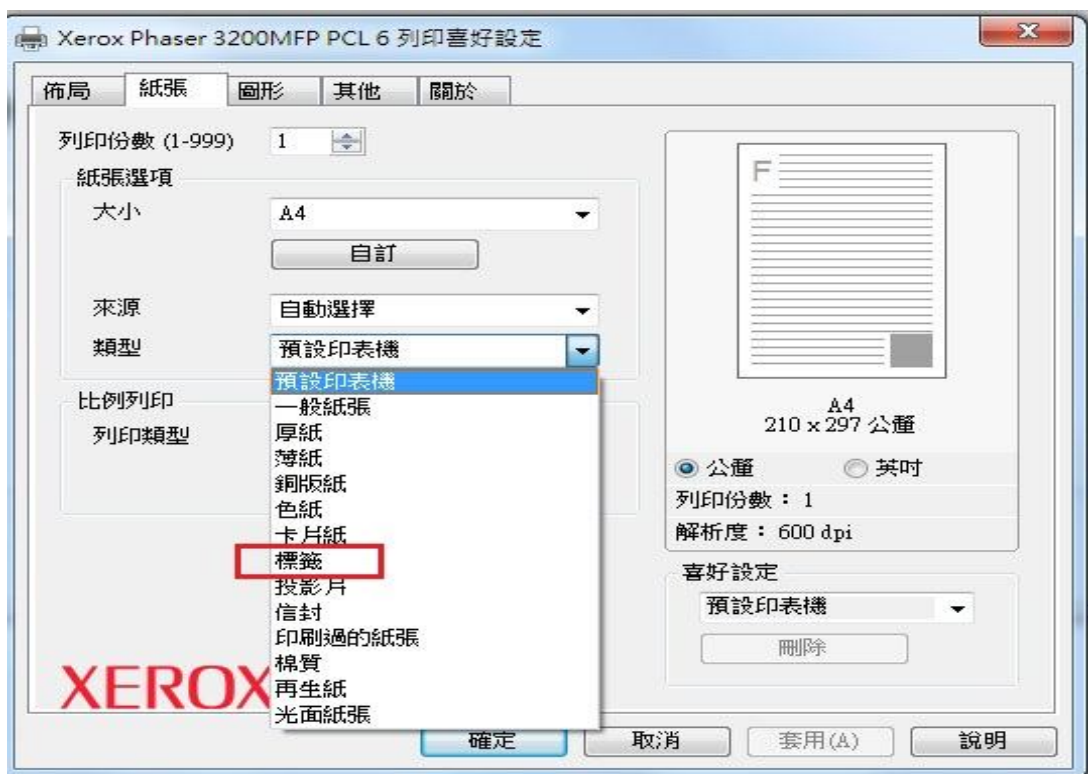 Xerox Phaser 3200MFP PCL 6 列印喜好設定
佈局 紙張 圖形 其他 關於
列印份數 (1-999) 1
紙張選項
大小 A4
自訂
來源 自動選擇
類型 預設印表機
預設印表機
一般紙張
厚紙
薄紙
銅版紙
色紙
卡片紙
標籤
投影片
信封
印刷過的紙張
棉質
再生紙
光面紙張
比例列印
列印類型
XEROX
F
A4
210 x 297 公釐
公釐 英吋
列印份數：1
解析度：600 dpi
喜好設定
預設印表機
刪除
確定 取消 套用(A) 說明